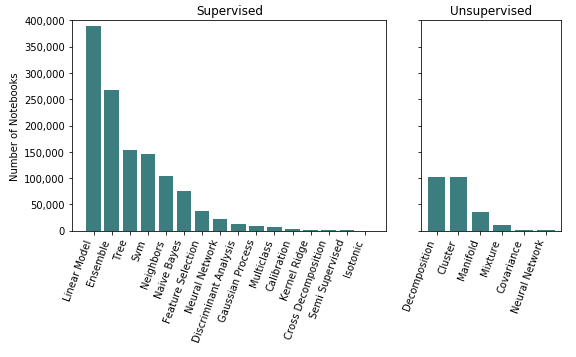 Supervised
Unsupervised
Number of Notebooks
400,000
350,000
300,000
250,000
200,000
150,000
100,000
50,000
0
Linear Model
Ensemble
Tree
Svm
Neighbors
Naive Bayes
Feature Selection
Neural Network
Discriminant Analysis
Gaussian Process
Multiclass
Calibration
Kernel Ridge
Cross Decomposition
Semi Supervised
Isotonic
Decomposition
Cluster
Manifold
Mixture
Covariance
Neural Network